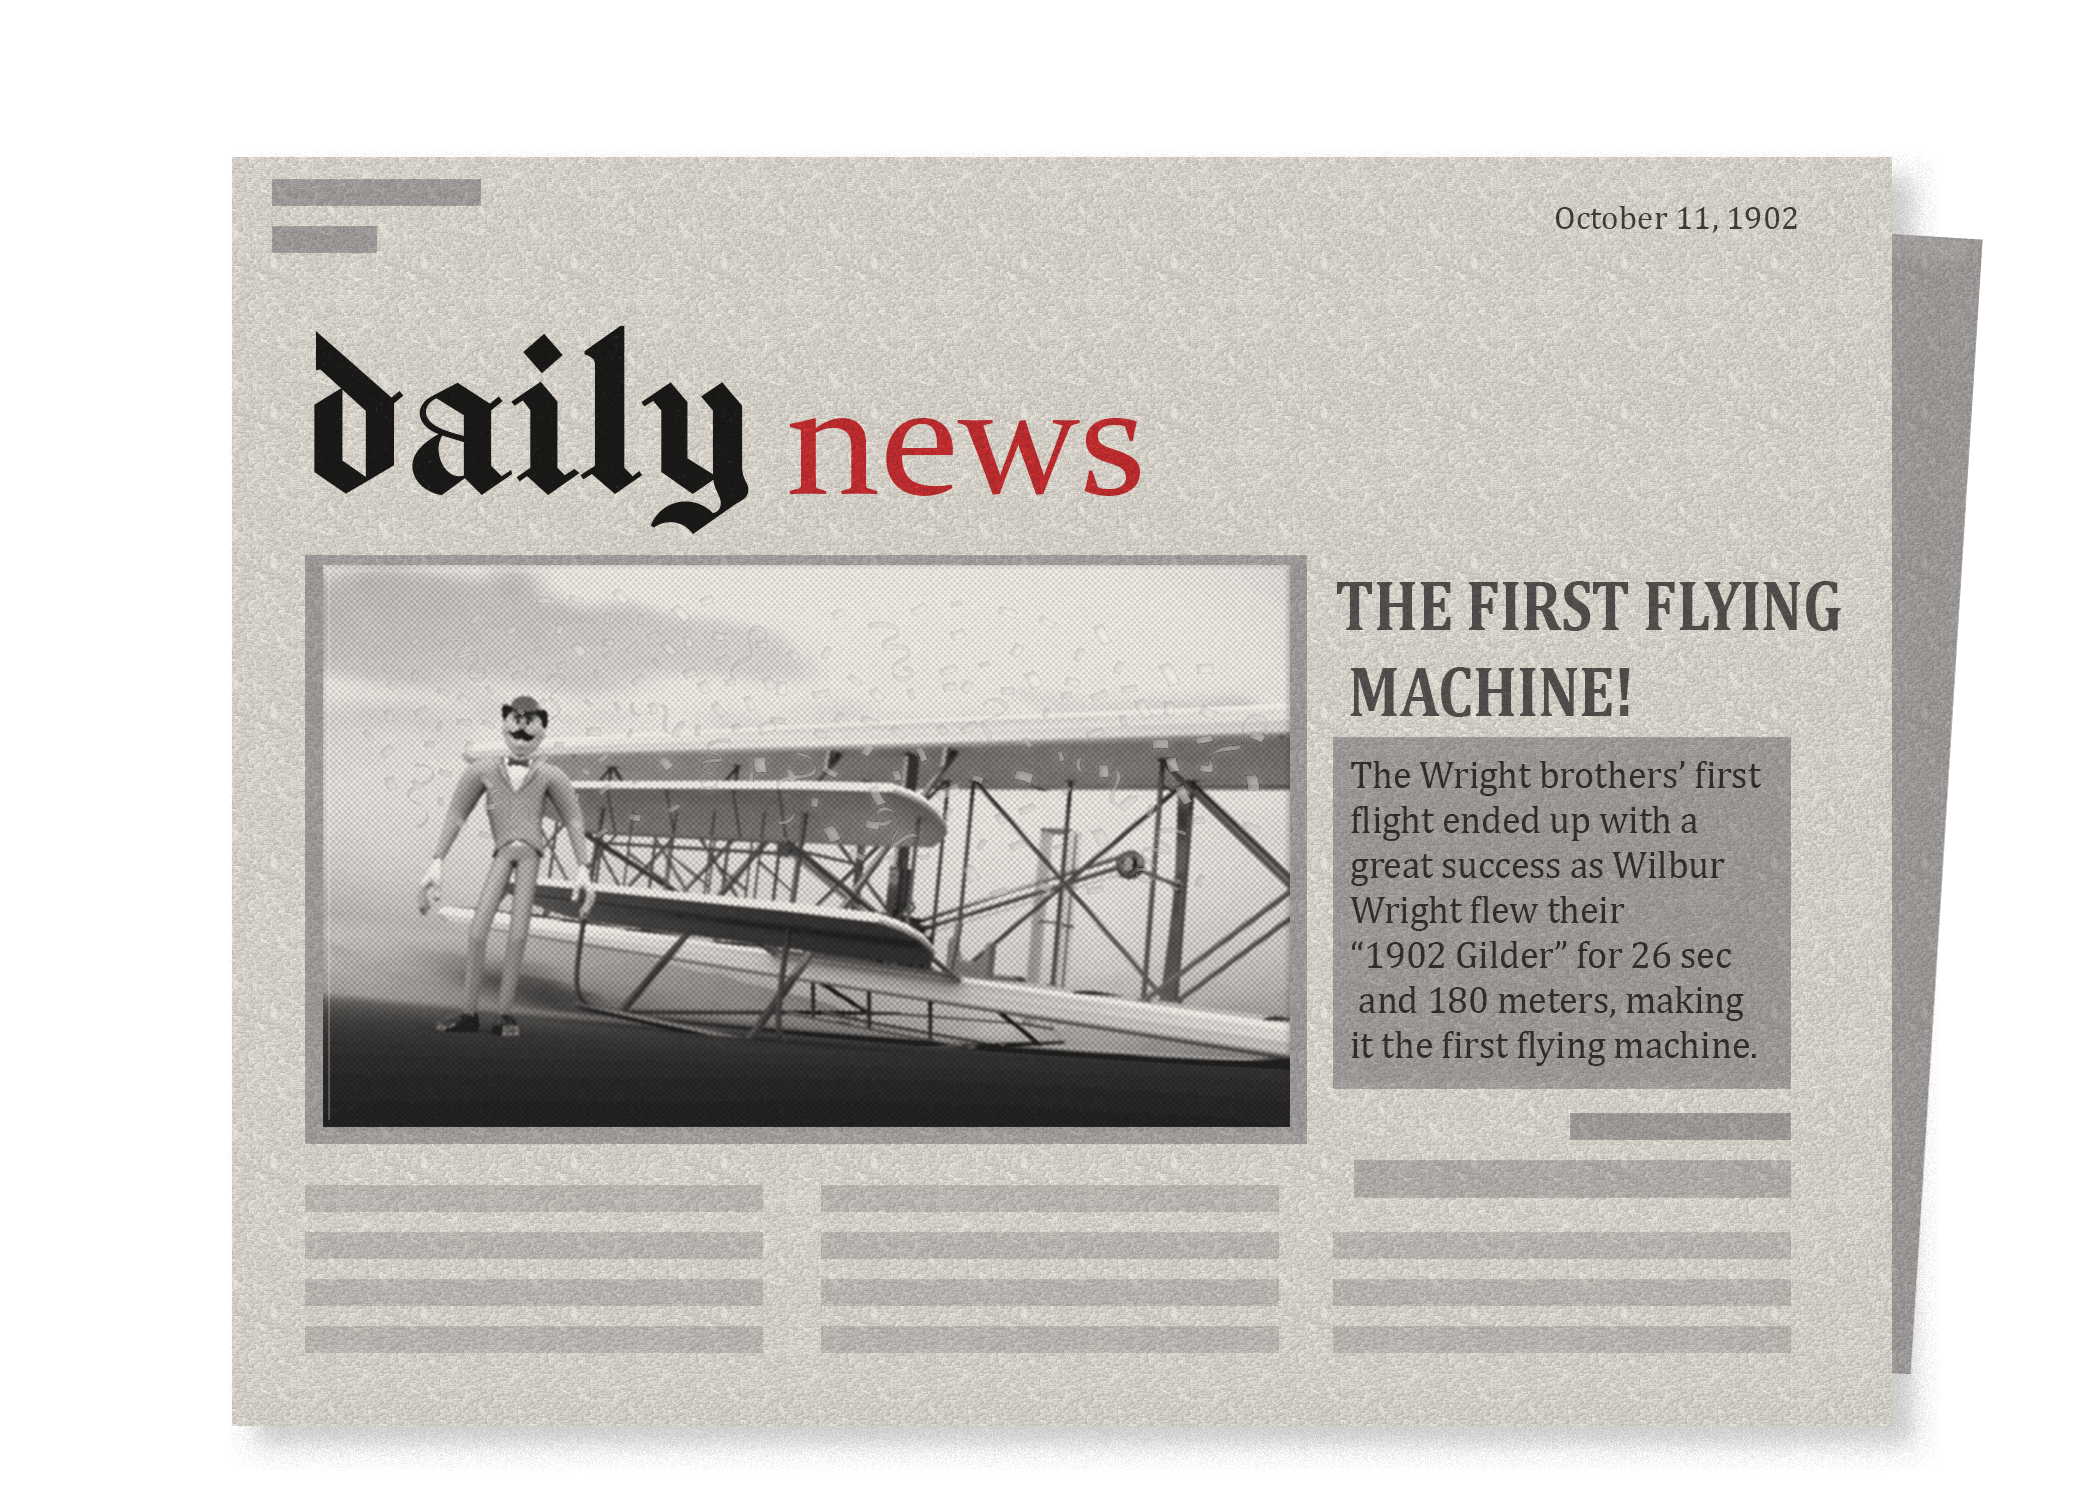 October 11, 1902
daily news
THE FIRST FLYING
MACHINE!
The Wright brothers’ first
flight ended up with a
great success as Wilbur
Wright flew their
“1902 Gilder” for 26 sec
and 180 meters, making
it the first flying machine.